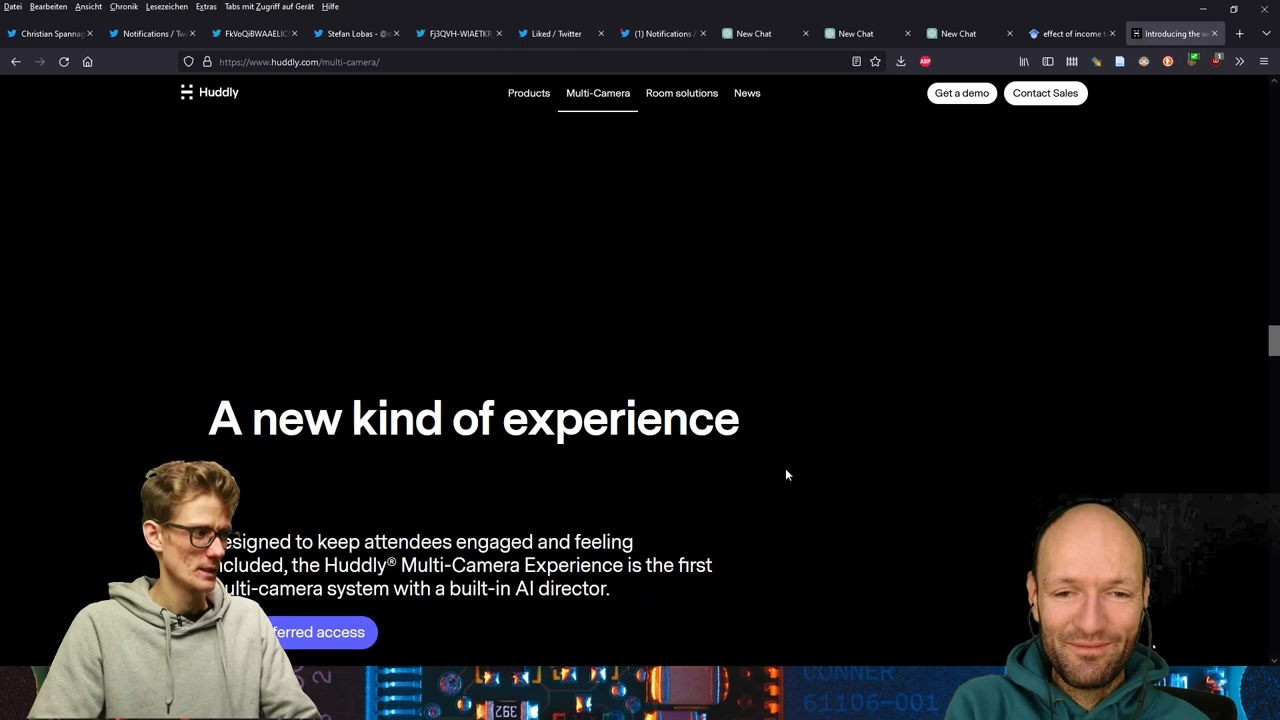 Datei Bearbeiten Ansicht Chronik Lesezeichen Extras Tabs mit Zugriff auf Gerät Hilfe
Christian Spannag Notifications / Tw FkVoQiBWAAELIC Stefan Lobas - @s Fj3QVH-WIAETKR Liked / Twitter (1) Notifications / New Chat New Chat New Chat effect of income Introducing the w
https://www.huddly.com/multi-camera/
Huddly Products Multi-Camera Room solutions News Get a demo Contact Sales
A new kind of experience
esigned to keep attendees engaged and feeling
cluded, the Huddly® Multi-Camera Experience is the first
ulti-camera system with a built-in AI director.
ferred access
392
CONNER
61106-001